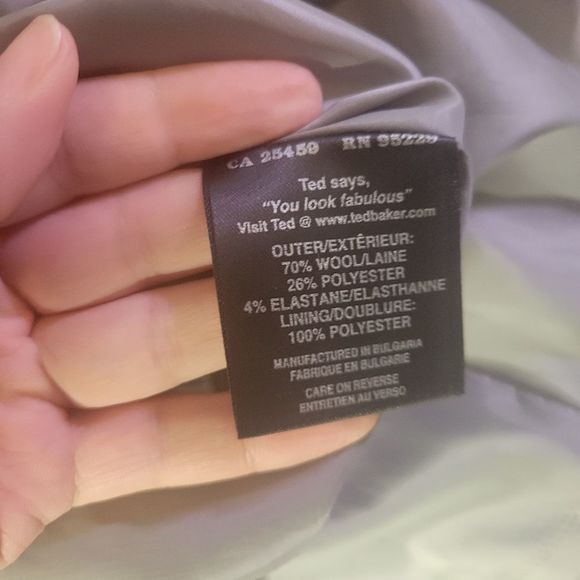 CA 25459 RN 95229
Ted says,
"You look fabulous"
Visit Ted @ www.tedbaker.com
OUTER/EXTÊRIEUR:
70% WOOL/LAINE
26% POLYESTER
4% ELASTANE/ELASTHANNE
LINING/DOUBLURE:
100% POLYESTER
MANUFACTURED IN BULGARIA
FABRIQUE EN BULGARIE
CARE ON REVERSE
ENTRETIEN AU VERSO